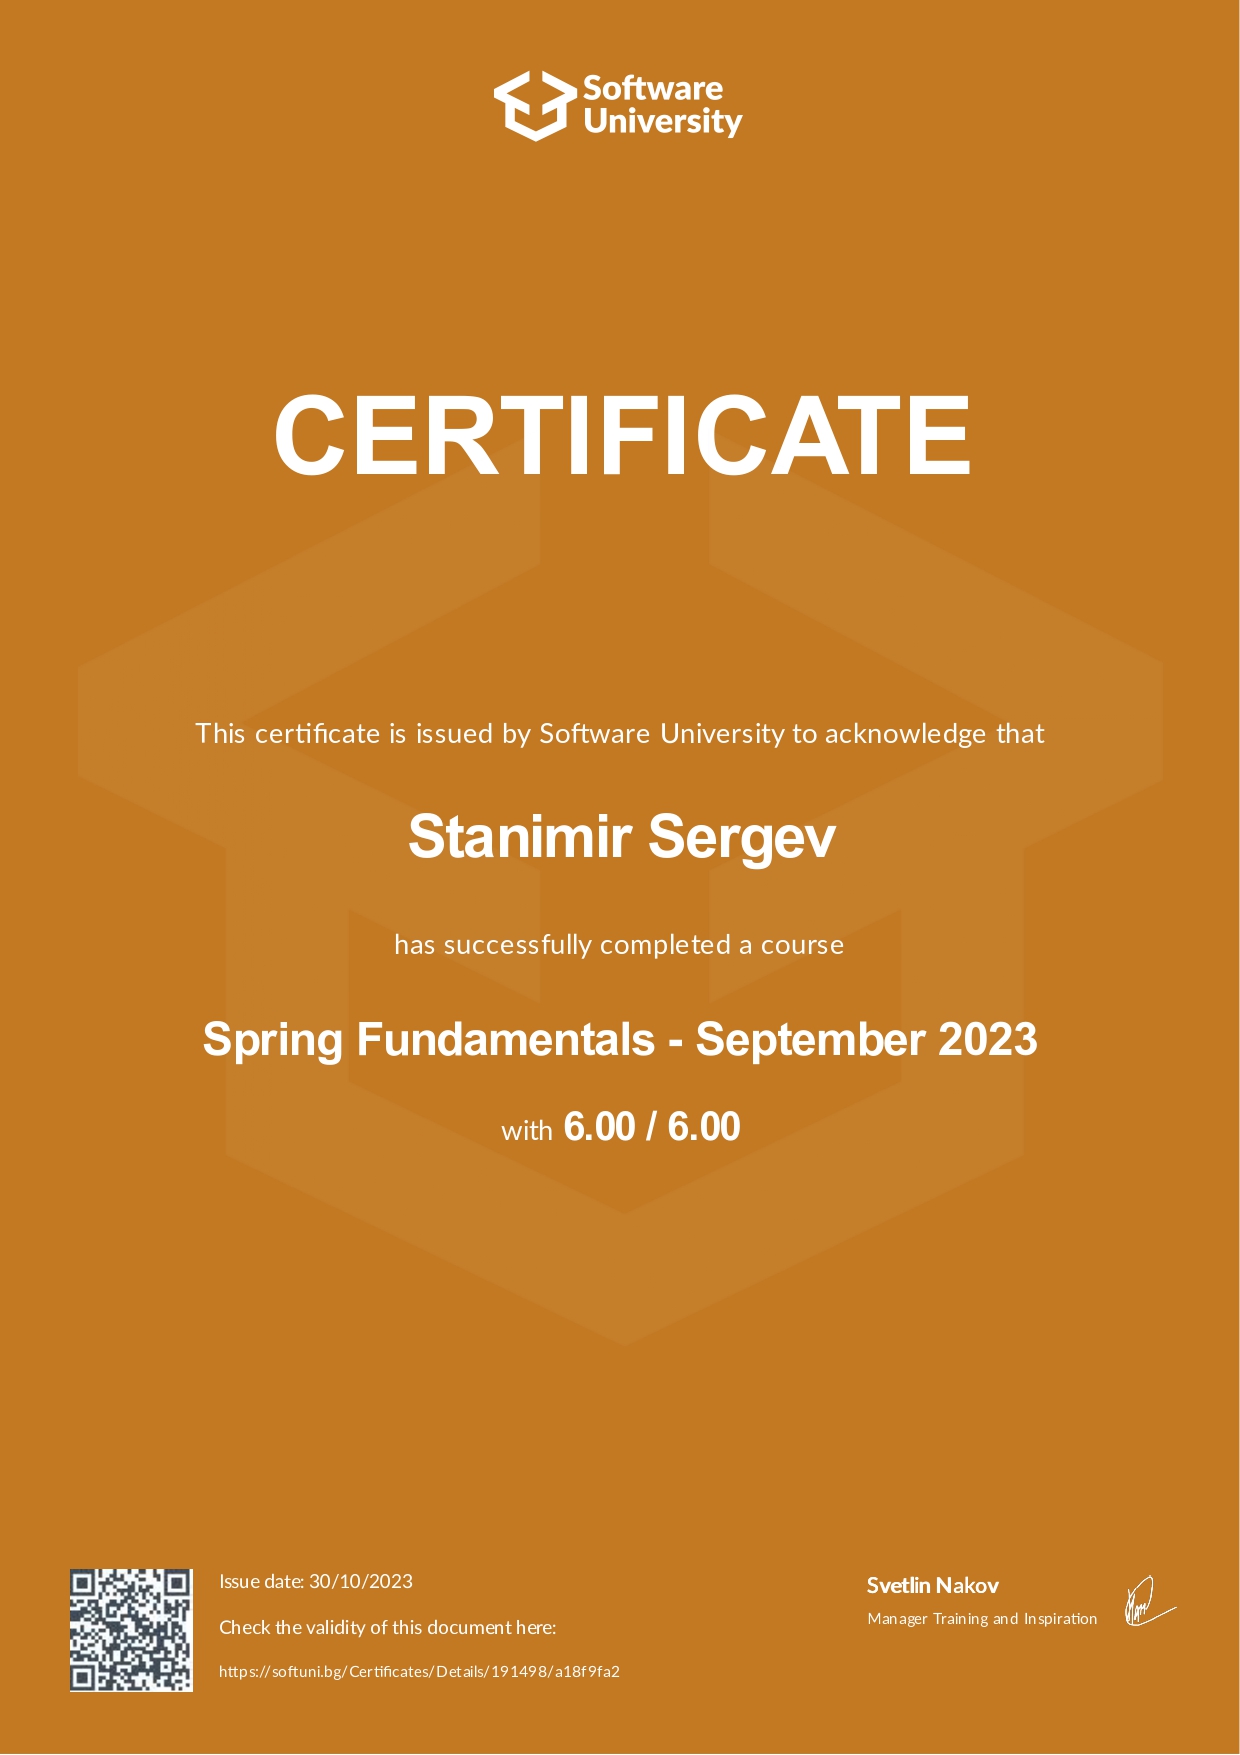 Software
University
CERTIFICATE
This certificate is issued by Software University to acknowledge that
Stanimir Sergev
has successfully completed a course
Spring Fundamentals - September 2023
with 6.00 / 6.00
Issue date: 30/10/2023
Check the validity of this document here:
https://softuni.bg/Certificates/Details/191498/a18f9fa2
Svetlin Nakov
Manager Training and Inspiration